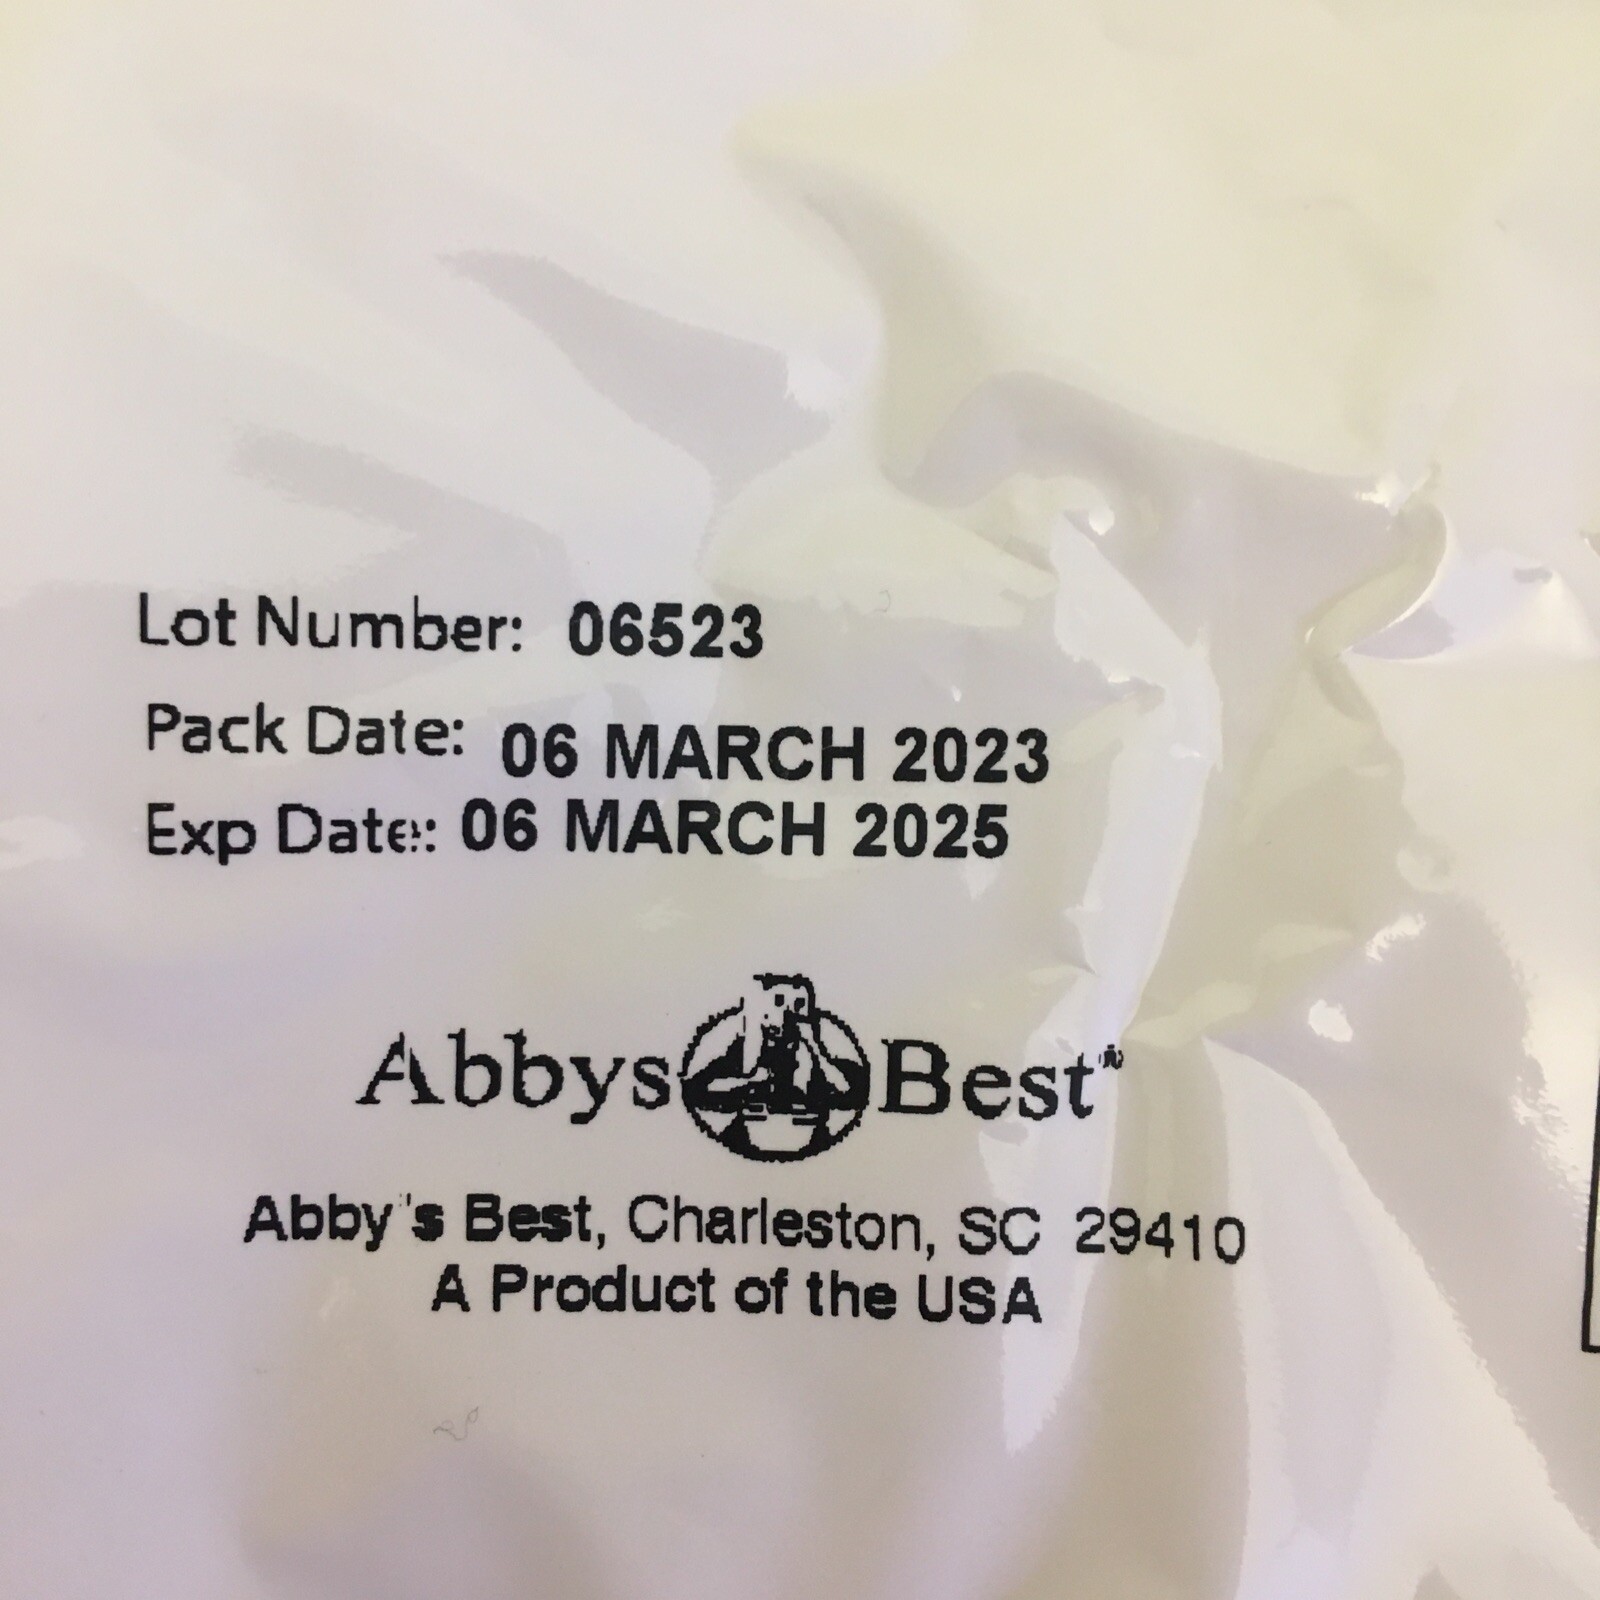 Lot Number: 06523
Pack Date: 06 MARCH 2023
Exp Date: 06 MARCH 2025
Abbys Best®
Abby's Best, Charleston, SC 29410
A Product of the USA